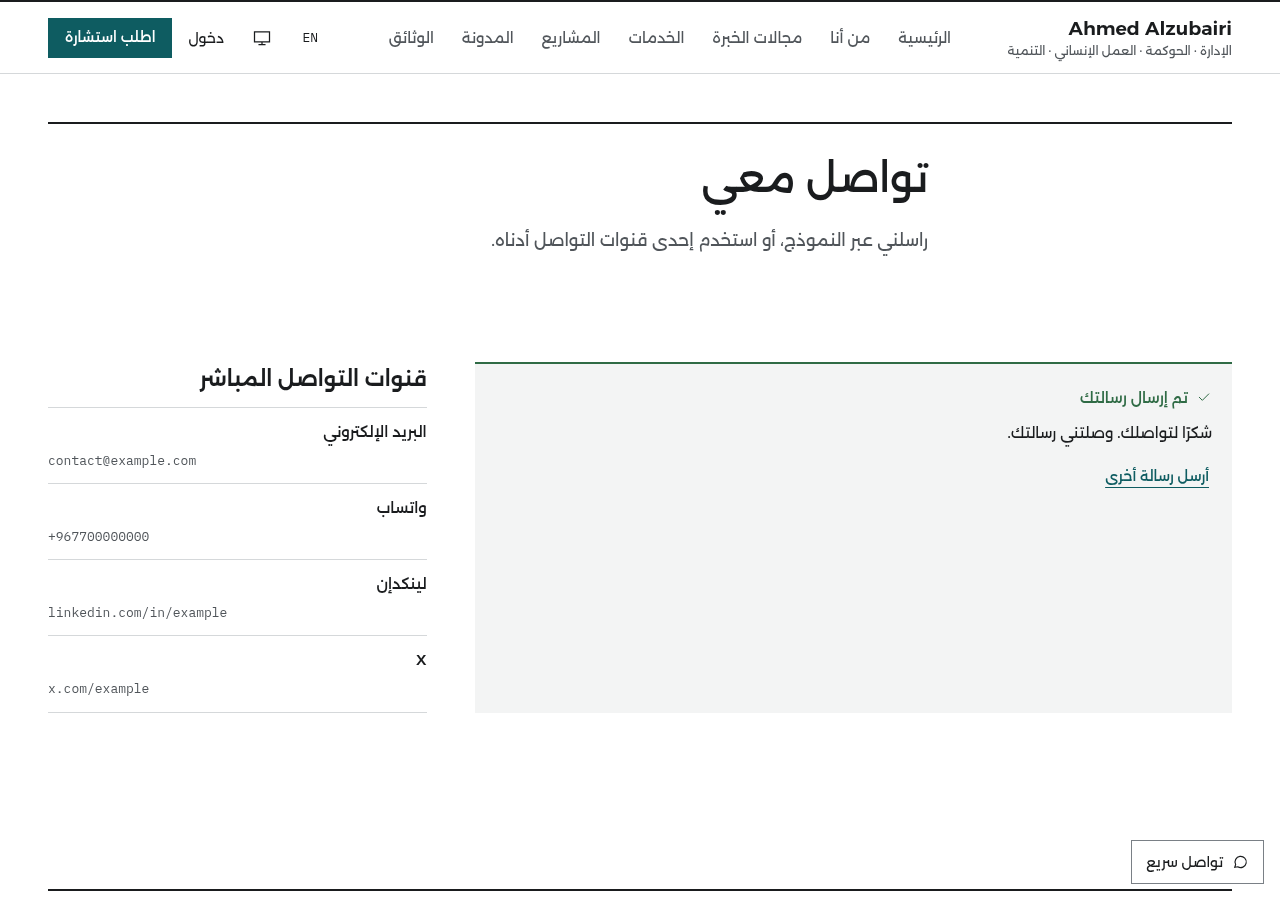 Ahmed Alzubairi
الإدارة · الحوكمة · العمل الإنساني · التنمية
الرئيسية
من أنا
مجالات الخبرة
الخدمات
المشاريع
المدونة
الوثائق
EN
دخول
اطلب استشارة
تواصل معي
راسلني عبر النموذج، أو استخدم إحدى قنوات التواصل أدناه.
تم إرسال رسالتك
شكرًا لتواصلك. وصلتني رسالتك.
أرسل رسالة أخرى
قنوات التواصل المباشر
البريد الإلكتروني
contact@example.com
واتساب
+967700000000
لينكدإن
linkedin.com/in/example
X
x.com/example
تواصل سريع